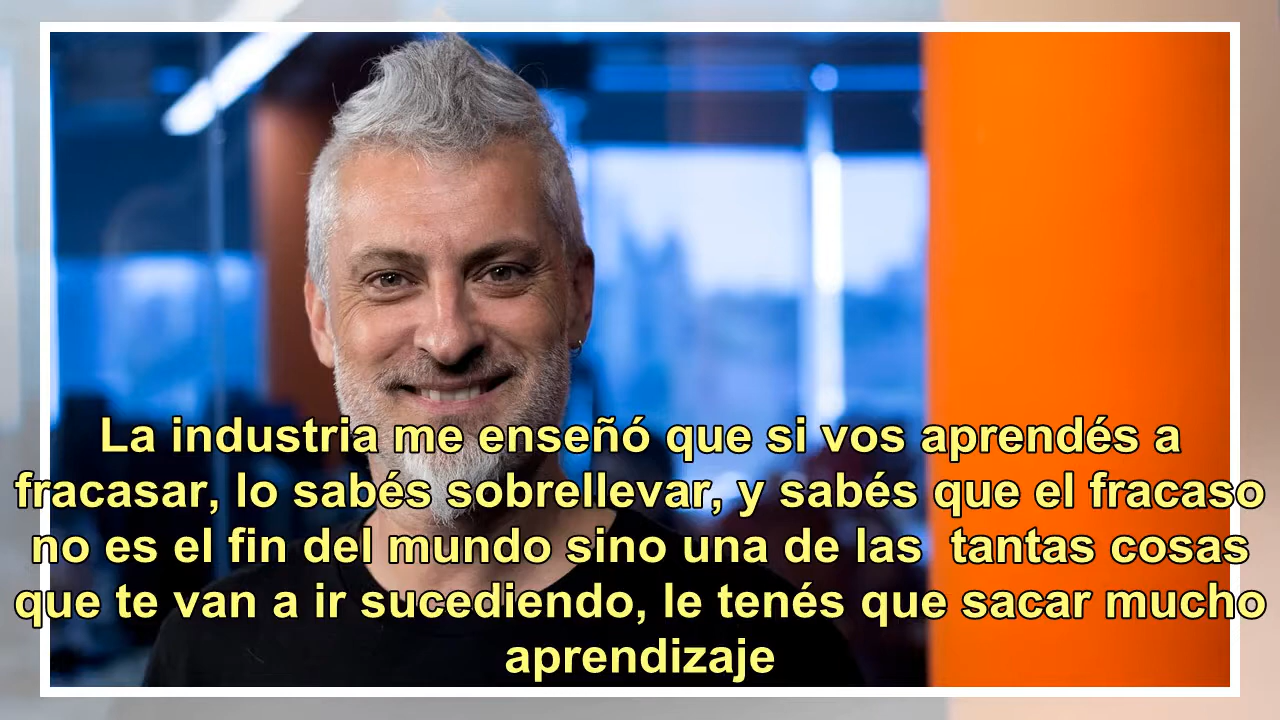 La industria me enseñó que si vos aprendés a
fracasar, lo sabés sobrellevar, y sabés que el fracaso
no es el fin del mundo sino una de las  tantas cosas
que te van a ir sucediendo, le tenés que sacar mucho
aprendizaje